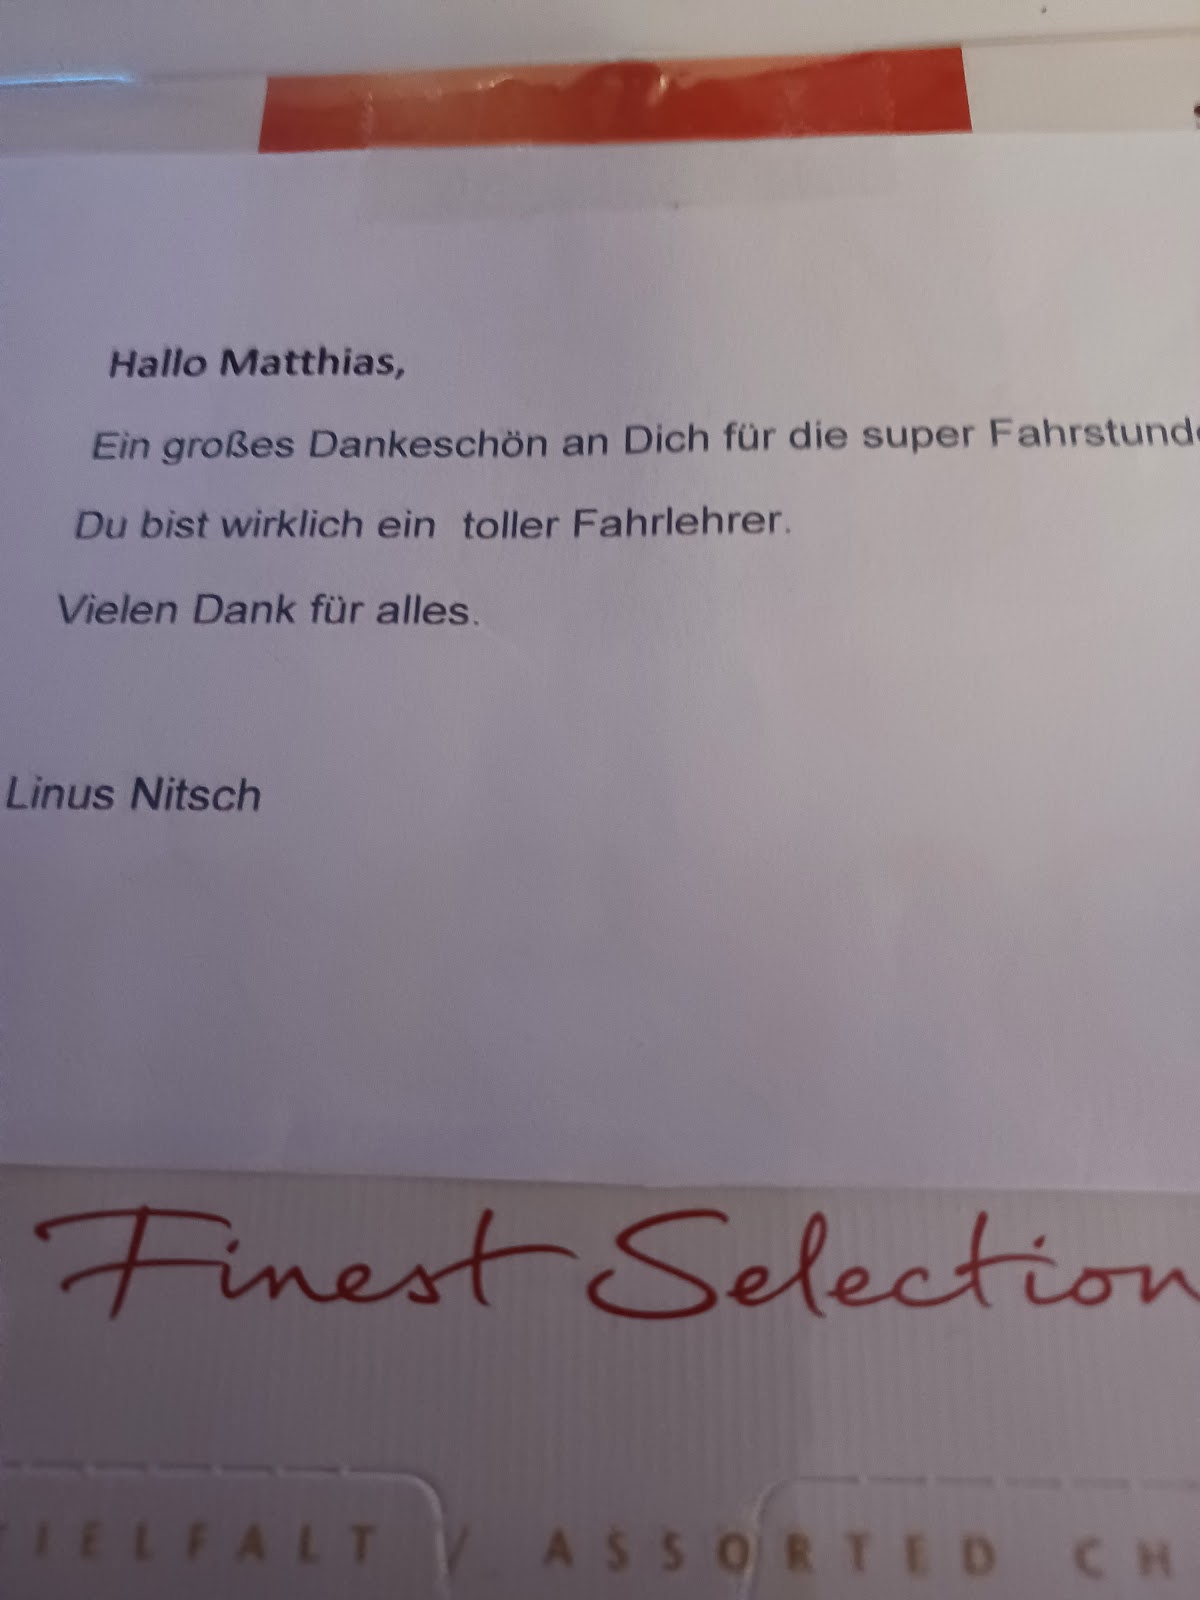 Hallo Matthias,
Ein großes Dankeschön an Dich für die super Fahrstunde
Du bist wirklich ein toller Fahrlehrer.
Vielen Dank für alles.
Linus Nitsch
Finest Selection
IELFALT / ASSORTED CH